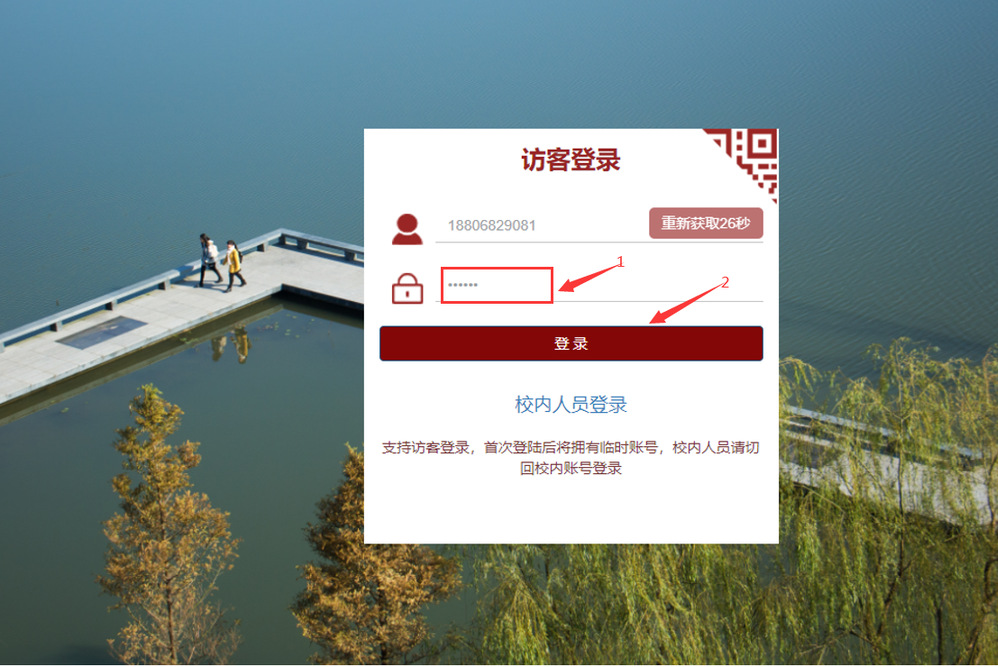 访客登录
18806829081
重新获取26秒
••••••
1
2
登 录
校内人员登录
支持访客登录，首次登陆后将拥有临时账号，校内人员请切
回校内账号登录